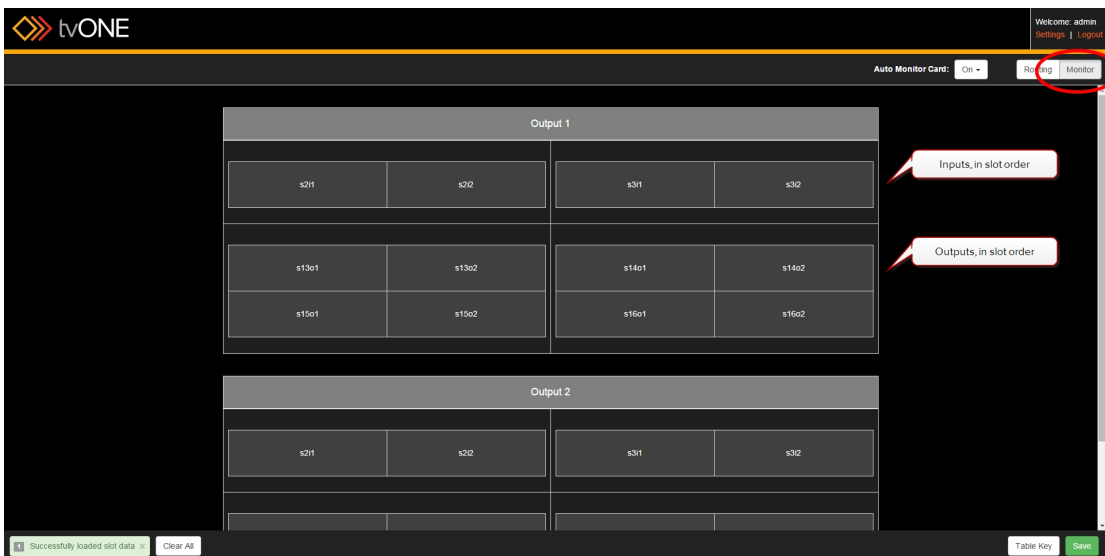 tvONE
Welcome: admin
Settings | Logout
Auto Monitor Card: On
Routing Monitor
Output 1
s2i1 s2i2 s3i1 s3i2
Inputs, in slot order
s13o1 s13o2 s14o1 s14o2
Outputs, in slot order
s15o1 s15o2 s16o1 s16o2
Output 2
s2i1 s2i2 s3i1 s3i2
1 Successfully loaded slot data × Clear All
Table Key Save